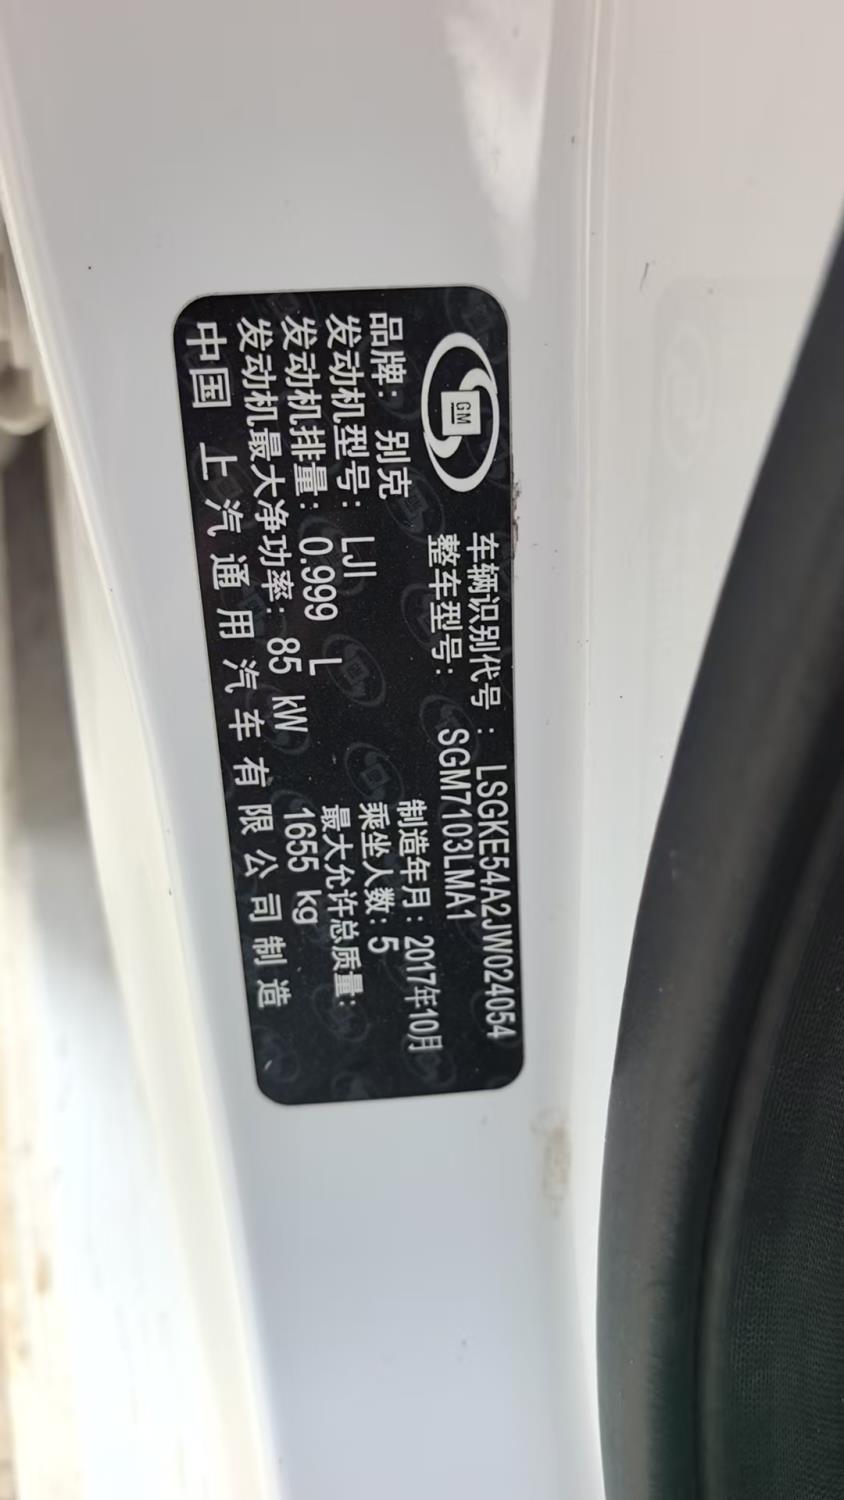 GM
车辆识别代号：LSGKE54A2JW024054
整车型号：SGM7103LMA1
品牌：别克 制造年月：2017年10月
发动机型号：LJI 乘坐人数：5
发动机排量：0.999 L 最大允许总质量：
发动机最大净功率：85 kW 1655 kg
中国 上汽通用汽车有限公司制造